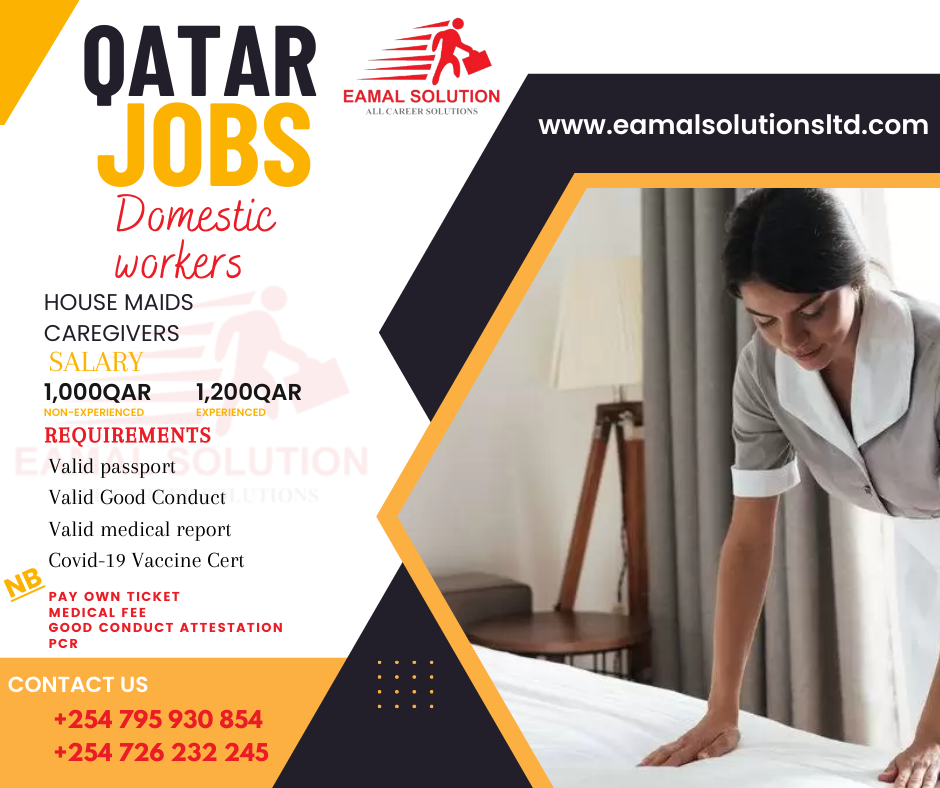 QATAR
JOBS
EAMAL SOLUTION
ALL CAREER SOLUTIONS
www.eamalsolutionsltd.com
Domestic
workers
HOUSE MAIDS
CAREGIVERS
SALARY
1,000QAR 1,200QAR
NON-EXPERIENCED EXPERIENCED
REQUIREMENTS
Valid passport
EAMAL SOLUTION
Valid Good Conduct
SOLUTIONS
Valid medical report
Covid-19 Vaccine Cert
NB
PAY OWN TICKET
MEDICAL FEE
GOOD CONDUCT ATTESTATION
PCR
CONTACT US
+254 795 930 854
+254 726 232 245